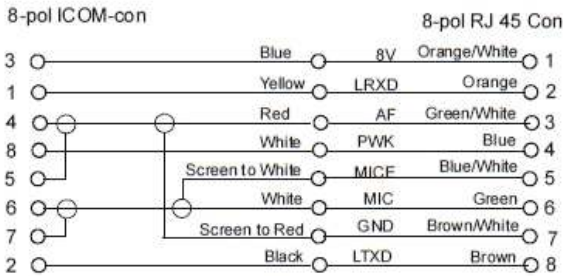 8-pol ICOM-con
8-pol RJ 45 Con
3 Blue 8V Orange/White 1
1 Yellow LRXD Orange 2
4 Red AF Green/White 3
8 White PWK Blue 4
5 Screen to White MICE Blue/White 5
6 White MIC Green 6
7 Screen to Red GND Brown/White 7
2 Black LTXD Brown 8